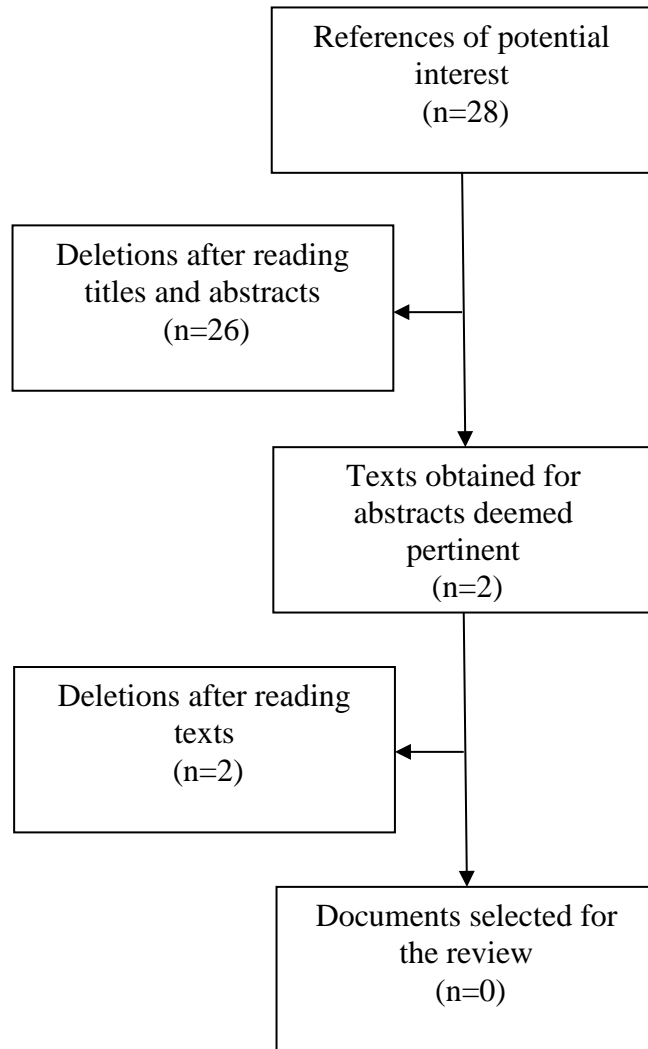 References of potential
interest
(n=28)
Deletions after reading
titles and abstracts
(n=26)
Texts obtained for
abstracts deemed
pertinent
(n=2)
Deletions after reading
texts
(n=2)
Documents selected for
the review
(n=0)